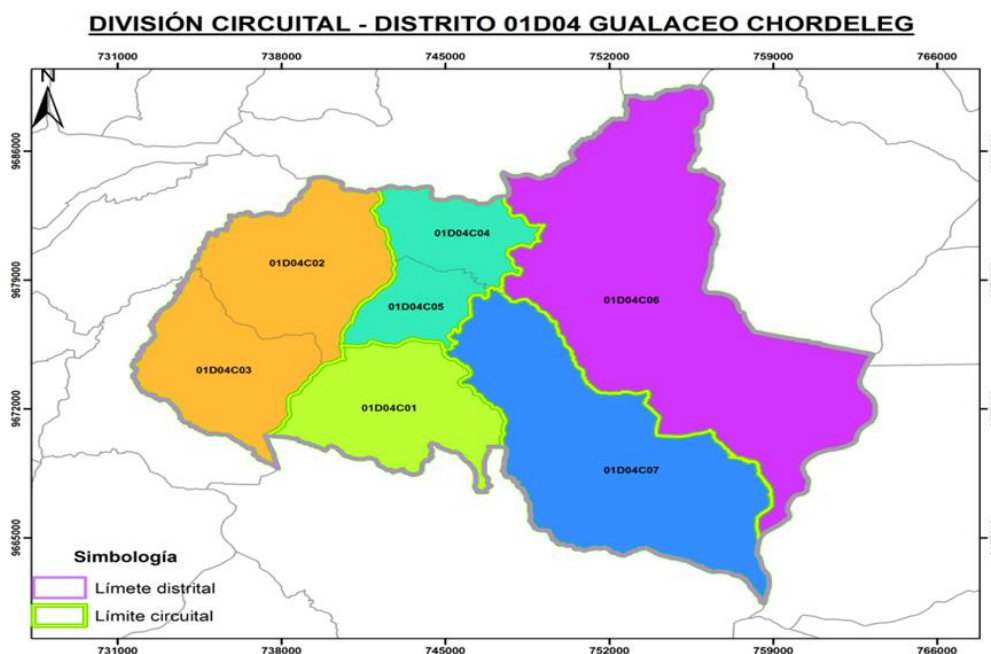 DIVISIÓN CIRCUITAL - DISTRITO 01D04 GUALACEO CHORDELEG
731000 738000 745000 752000 759000 766000
N
9686000
01D04C04
01D04C02
9679000
01D04C06
01D04C05
01D04C03
01D04C01
9672000
01D04C07
9665000
Simbología
Límete distrital
Límite circuital
731000 738000 745000 752000 759000 766000